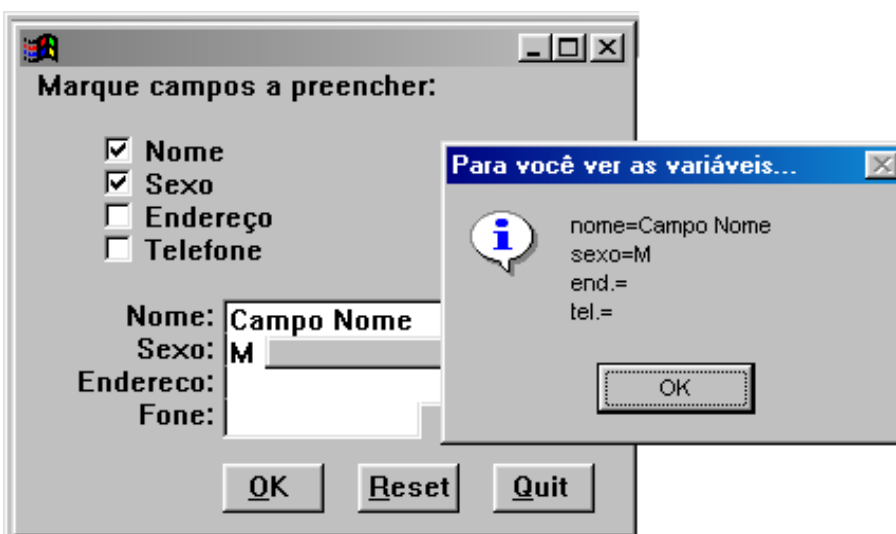 Marque campos a preencher:
Nome
Sexo
Endereço
Telefone
Nome: Campo Nome
Sexo: M
Endereco:
Fone:
OK Reset Quit
Para você ver as variáveis...
nome=Campo Nome
sexo=M
end.=
tel.=
OK